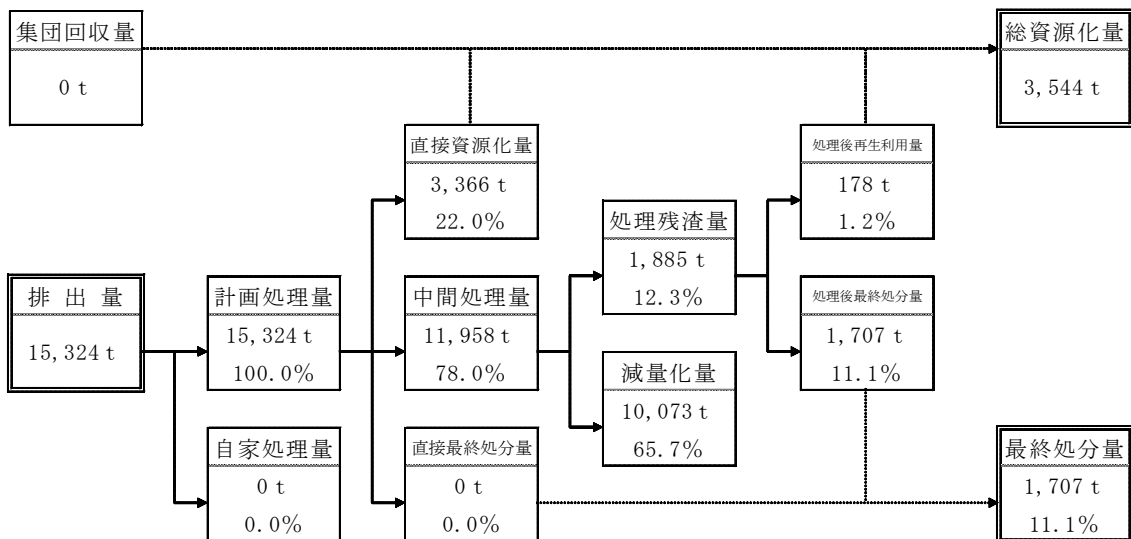 集団回収量
0 t
総資源化量
3,544 t
直接資源化量
3,366 t
22.0%
処理後再生利用量
178 t
1.2%
処理残渣量
1,885 t
12.3%
排 出 量
15,324 t
計画処理量
15,324 t
100.0%
中間処理量
11,958 t
78.0%
処理後最終処分量
1,707 t
11.1%
減量化量
10,073 t
65.7%
自家処理量
0 t
0.0%
直接最終処分量
0 t
0.0%
最終処分量
1,707 t
11.1%